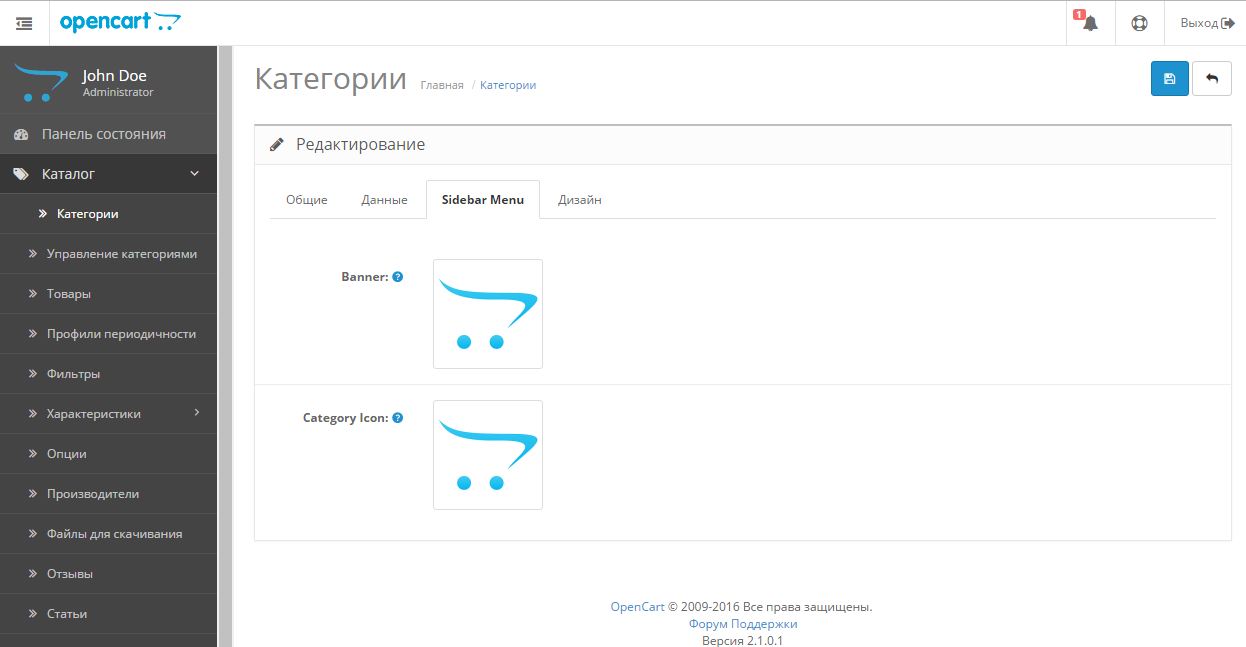 opencart
1
Выход
John Doe
Administrator
Панель состояния
Каталог
Категории
Управление категориями
Товары
Профили периодичности
Фильтры
Характеристики
Опции
Производители
Файлы для скачивания
Отзывы
Статьи
Категории
Главная / Категории
Редактирование
Общие Данные Sidebar Menu Дизайн
Banner: ?
Category Icon: ?
OpenCart © 2009-2016 Все права защищены.
Форум Поддержки
Версия 2.1.0.1